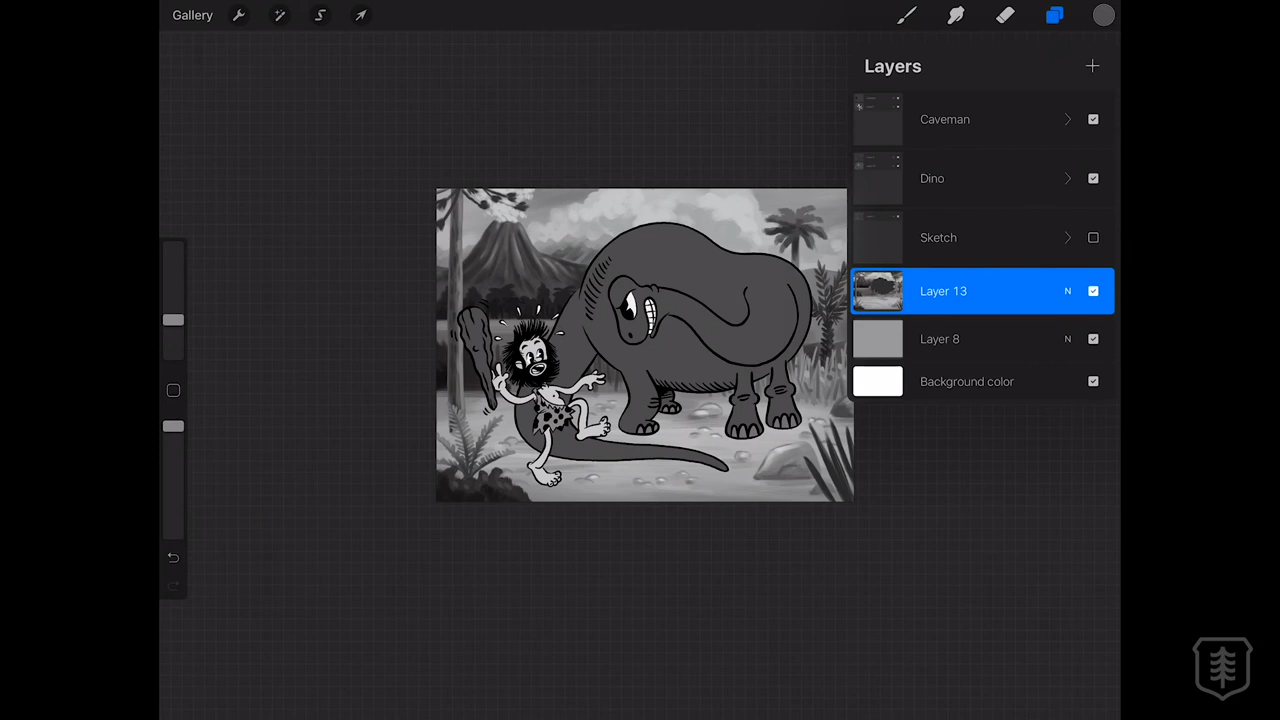 Gallery
Layers
Caveman
Dino
Sketch
Layer 13 N
Layer 8 N
Background color